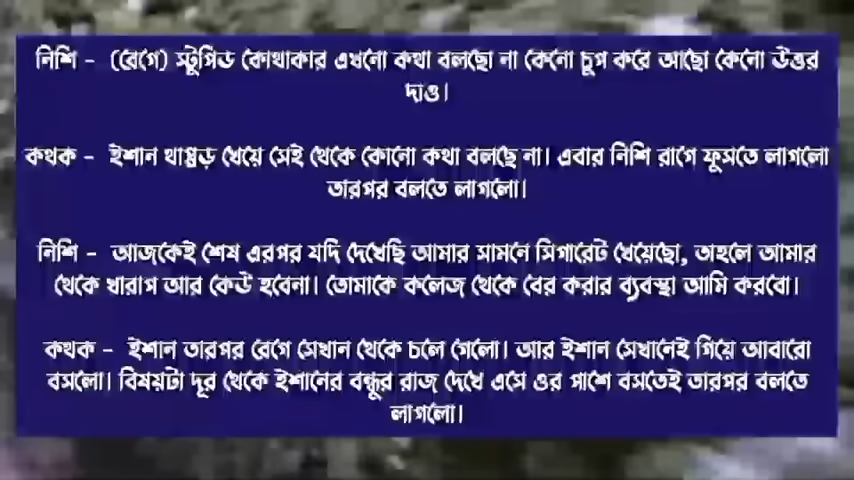 নিশি - (রেগে) স্টুপিড কোথাকার এখনো কথা বলছো না কেনো চুপ করে আছো কেনো উত্তর
দাও।
কথক - ইশান থাপ্পড় খেয়ে সেই থেকে কোনো কথা বলছে না। এবার নিশি রাগে ফুসতে লাগলো
তারপর বলতে লাগলো।
নিশি - আজকেই শেষ এরপর যদি দেখেছি আমার সামনে সিগারেট খেয়েছো, তাহলে আমার
থেকে খারাপ আর কেউ হবেনা। তোমাকে কলেজ থেকে বের করার ব্যবস্থা আমি করবো।
কথক - ইশান তারপর রেগে সেখান থেকে চলে গেলো। আর ইশান সেখানেই গিয়ে আবারো
বসলো। বিষয়টা দূর থেকে ইশানের বন্ধুর রাজ দেখে এসে ওর পাশে বসতেই তারপর বলতে
লাগলো।